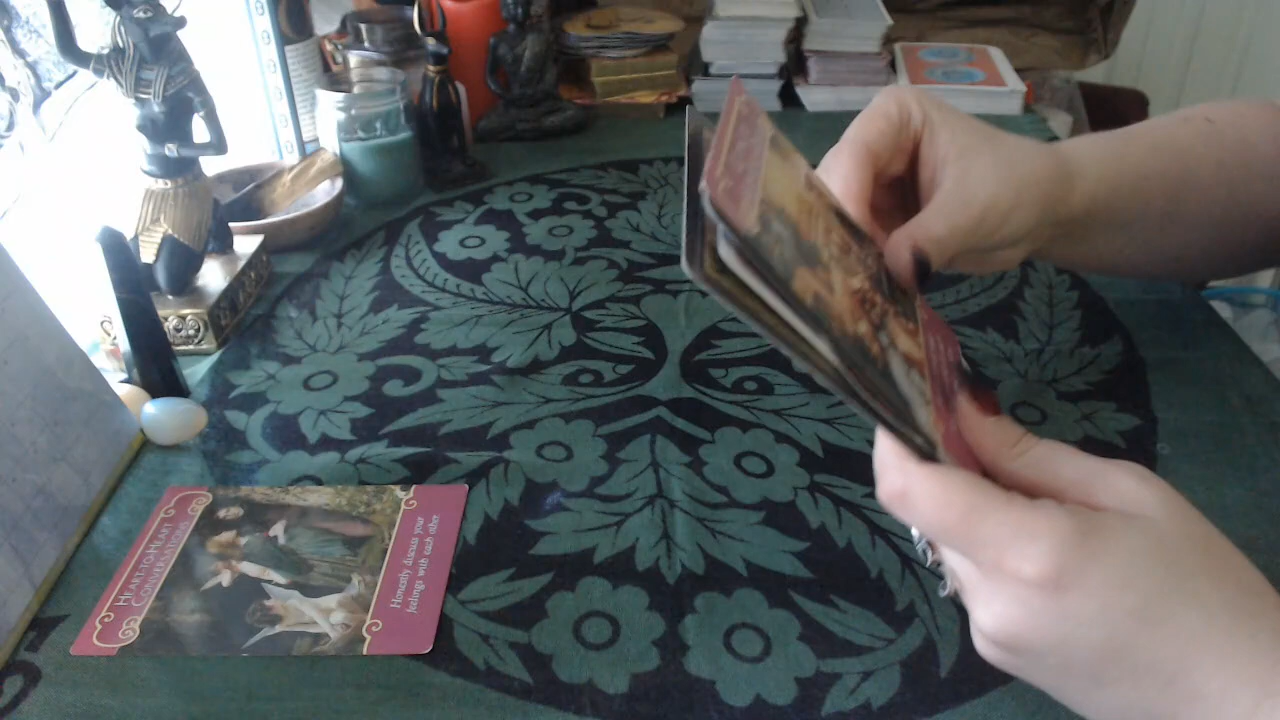 HEART-TO-HEART
CONVERSATIONS
Honestly discuss your
feelings with each other.